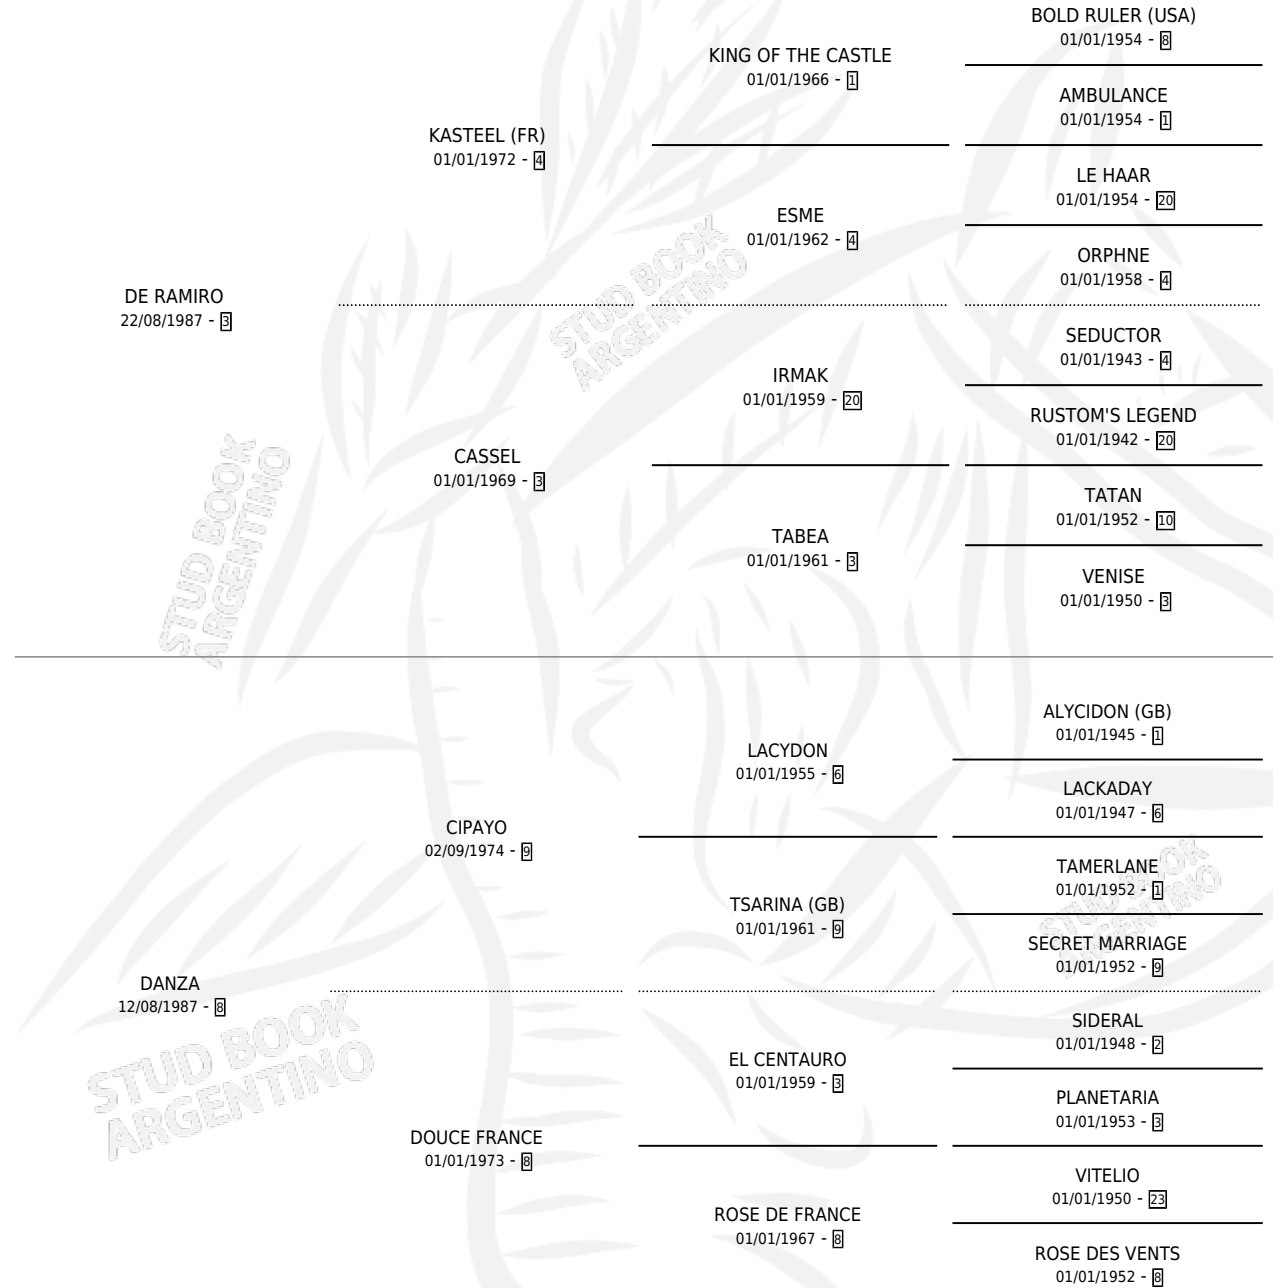 BOLD RULER (USA)
01/01/1954 - 8
KING OF THE CASTLE
01/01/1966 - 1
AMBULANCE
01/01/1954 - 1
KASTEEL (FR)
01/01/1972 - 4
LE HAAR
01/01/1954 - 20
ESME
01/01/1962 - 4
ORPHNE
01/01/1958 - 4
DE RAMIRO
22/08/1987 - 3
SEDUCTOR
01/01/1943 - 4
IRMAK
01/01/1959 - 20
RUSTOM'S LEGEND
01/01/1942 - 20
CASSEL
01/01/1969 - 3
TATAN
01/01/1952 - 10
TABEA
01/01/1961 - 3
VENISE
01/01/1950 - 3
STUD BOOK
ARGENTINO
STUD BOOK
ARGENTINO
ALYCIDON (GB)
01/01/1945 - 1
LACYDON
01/01/1955 - 6
LACKADAY
01/01/1947 - 6
CIPAYO
02/09/1974 - 9
TAMERLANE
01/01/1952 - 1
TSARINA (GB)
01/01/1961 - 9
SECRET MARRIAGE
01/01/1952 - 9
DANZA
12/08/1987 - 8
SIDERAL
01/01/1948 - 2
EL CENTAURO
01/01/1959 - 3
PLANETARIA
01/01/1953 - 3
DOUCE FRANCE
01/01/1973 - 8
VITELIO
01/01/1950 - 23
ROSE DE FRANCE
01/01/1967 - 8
ROSE DES VENTS
01/01/1952 - 8
STUD BOOK
ARGENTINO
STUD BOOK
ARGENTINO